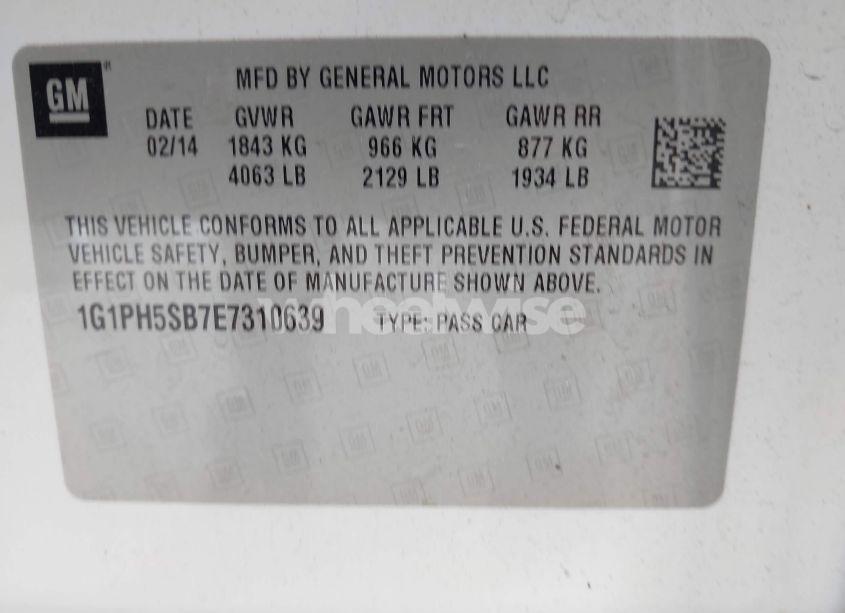 GM
MFD BY GENERAL MOTORS LLC
DATE GVWR GAWR FRT GAWR RR
02/14 1843 KG 966 KG 877 KG
4063 LB 2129 LB 1934 LB
THIS VEHICLE CONFORMS TO ALL APPLICABLE U.S. FEDERAL MOTOR
VEHICLE SAFETY, BUMPER, AND THEFT PREVENTION STANDARDS IN
EFFECT ON THE DATE OF MANUFACTURE SHOWN ABOVE.
wheelwise
1G1PH5SB7E7310639 TYPE: PASS CAR